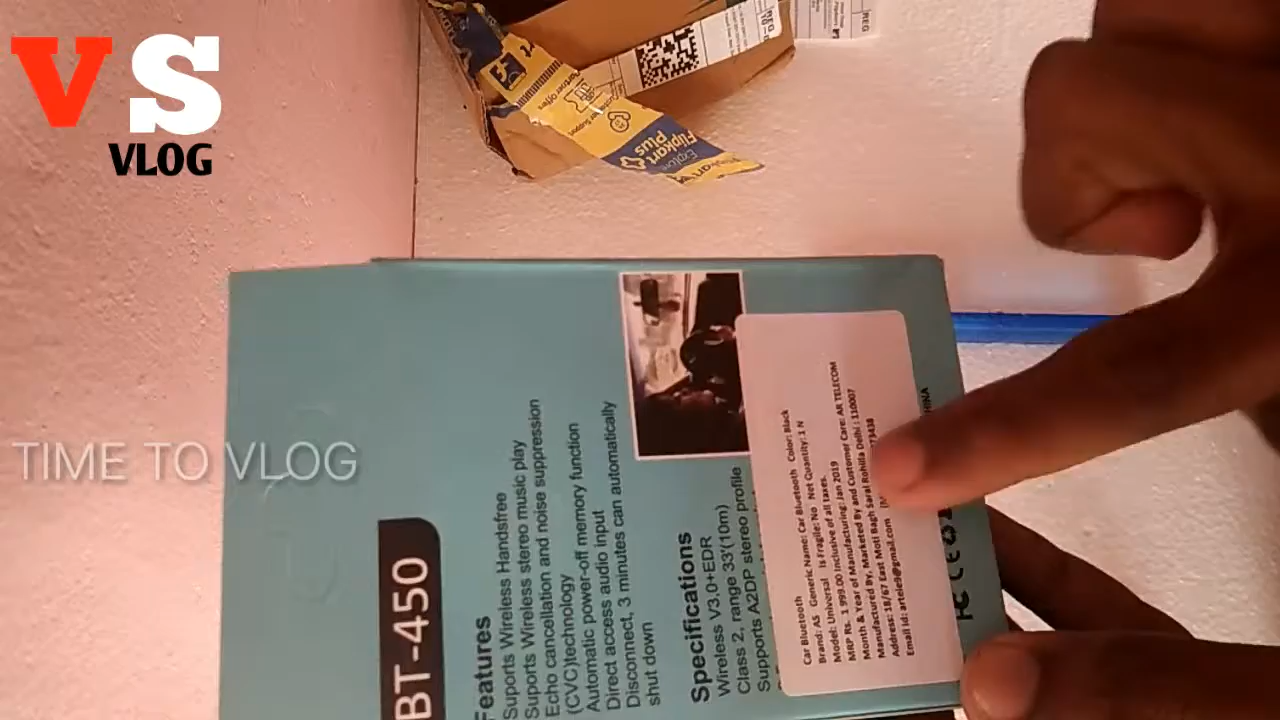 VS
VLOG
TIME TO VLOG
Flipkart
Plus
Explore
BT-450
Features
Suports Wireless Handsfree
Suports Wireless stereo music play
Echo cancellation and noise suppression
(CVC)technology
Automatic power-off memory function
Direct access audio input
Disconnect, 3 minutes can automatically
shut down
Specifications
Wireless V3.0+EDR
Class 2, range 33'(10m)
Supports A2DP stereo profile
Car Bluetooth Generic Name: Car Bluetooth Color: Black
Brand: AS Is Fragile: No Net Quantity: 1 N
Model: Universal
MRP Rs. 1 999.00 Inclusive of all taxes.
Month & Year of Manufacturing: Jan 2019
Manufactured By, Marketed By and Customer Care: AR TELECOM
Address: 18/67 East Moti Bagh Sarai Rohilla Delhi : 110007
Email id: artele9@gmail.com